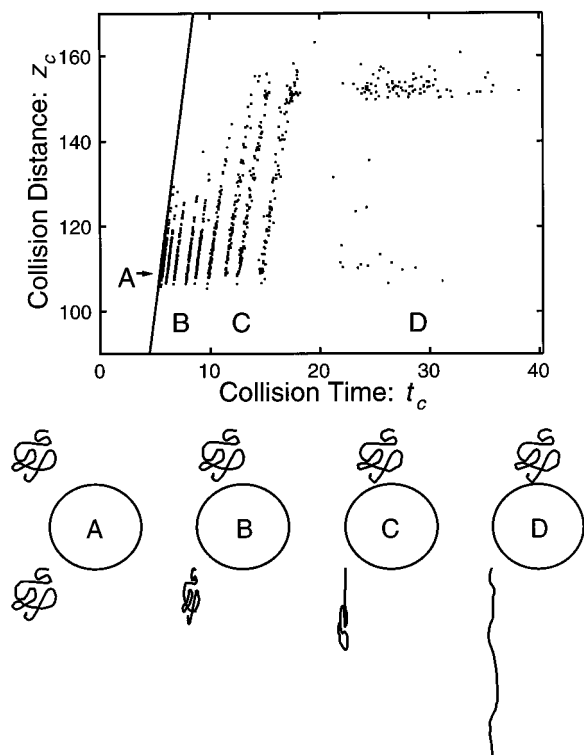 160
140
120
100
Collision Distance: z_c
A
B
C
D
0
10
20
30
40
Collision Time: t_c
A
B
C
D